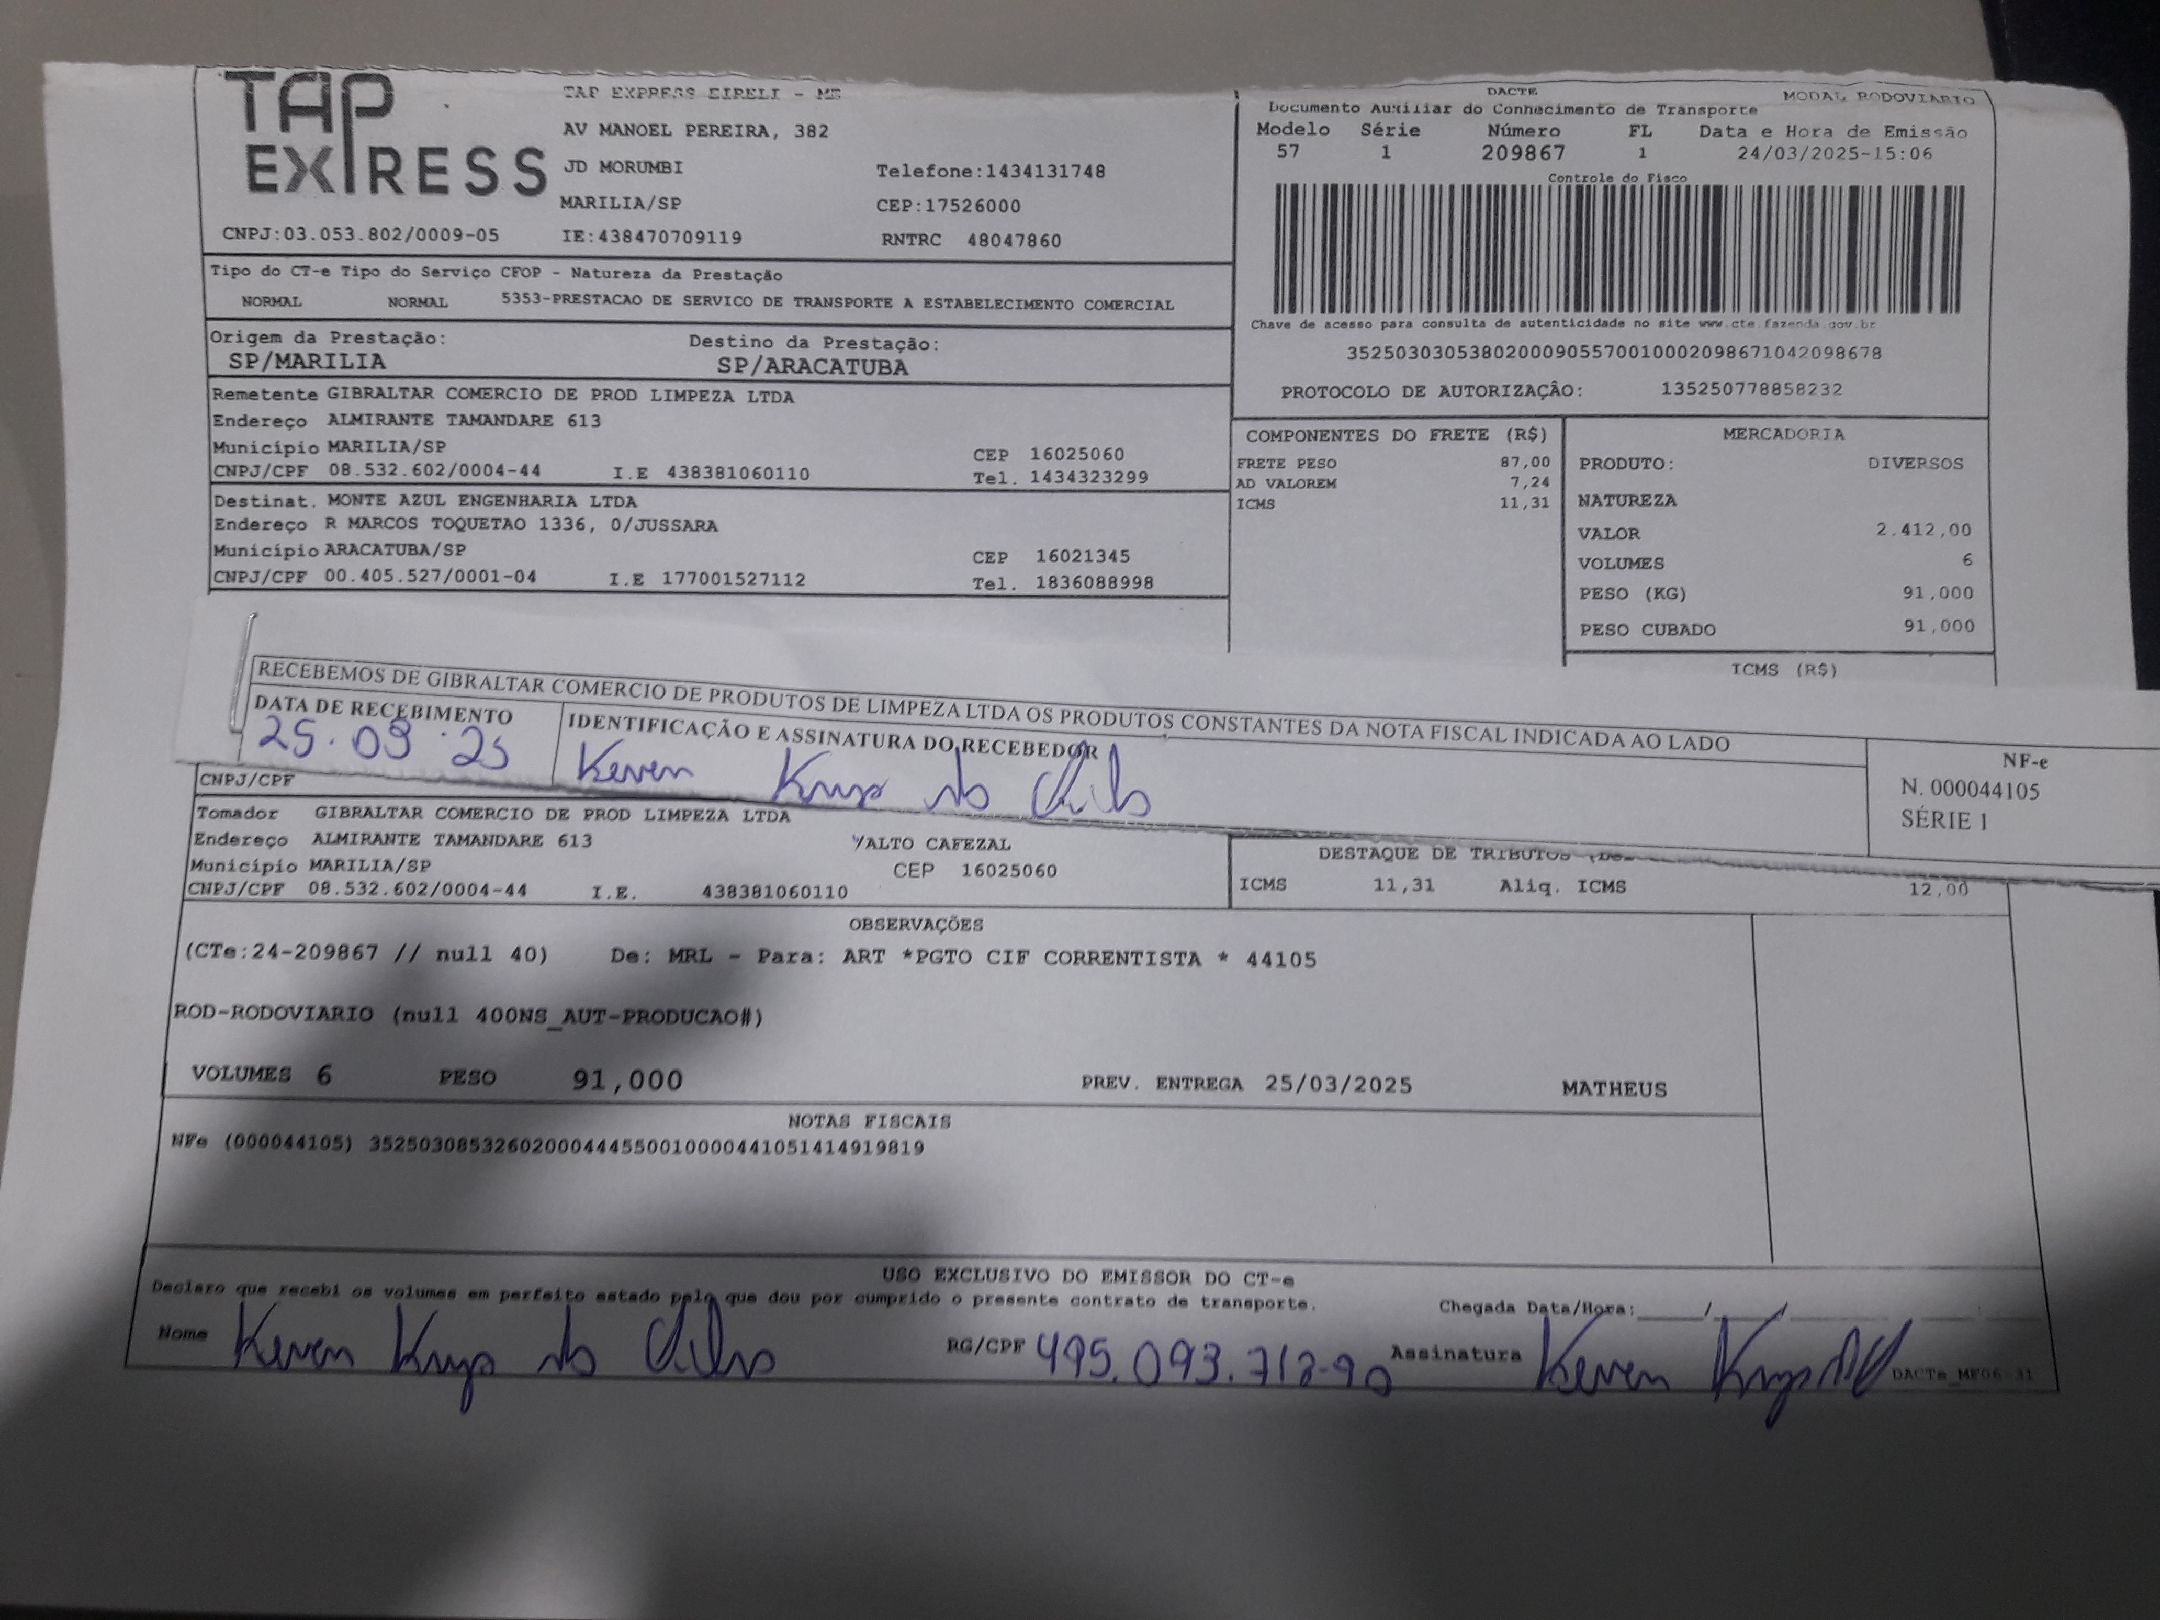 TAP
EXPRESS
TAP EXPRESS EIRELI - ME
AV MANOEL PEREIRA, 382
JD MORUMBI Telefone:1434131748
MARILIA/SP CEP:17526000
CNPJ:03.053.802/0009-05 IE:438470709119 RNTRC 48047860
DACTE MODAL RODOVIARIO
Documento Auxiliar do Conhecimento de Transporte
Modelo Série Número FL Data e Hora de Emissão
57 1 209867 1 24/03/2025-15:06
Controle do Fisco
Chave de acesso para consulta de autenticidade no site www.cte.fazenda.gov.br
35250303053802000905570010002098671042098678
PROTOCOLO DE AUTORIZAÇÂO: 135250778858232
Tipo do CT-e Tipo do Serviço CFOP - Natureza da Prestação
NORMAL NORMAL 5353-PRESTACAO DE SERVICO DE TRANSPORTE A ESTABELECIMENTO COMERCIAL
Origem da Prestação: Destino da Prestação:
SP/MARILIA SP/ARACATUBA
Remetente GIBRALTAR COMERCIO DE PROD LIMPEZA LTDA
Endereço ALMIRANTE TAMANDARE 613
Município MARILIA/SP CEP 16025060
CNPJ/CPF 08.532.602/0004-44 I.E 438381060110 Tel. 1434323299
Destinat. MONTE AZUL ENGENHARIA LTDA
Endereço R MARCOS TOQUETAO 1336, 0/JUSSARA
Município ARACATUBA/SP CEP 16021345
CNPJ/CPF 00.405.527/0001-04 I.E 177001527112 Tel. 1836088998
COMPONENTES DO FRETE (R$)
FRETE PESO 87,00
AD VALOREM 7,24
ICMS 11,31
MERCADORIA
PRODUTO: DIVERSOS
NATUREZA
VALOR 2.412,00
VOLUMES 6
PESO (KG) 91,000
PESO CUBADO 91,000
ICMS (R$)
RECEBEMOS DE GIBRALTAR COMERCIO DE PRODUTOS DE LIMPEZA LTDA OS PRODUTOS CONSTANTES DA NOTA FISCAL INDICADA AO LADO
DATA DE RECEBIMENTO IDENTIFICAÇÃO E ASSINATURA DO RECEBEDOR
25.03.25 Keven
NF-e
N. 000044105
SÉRIE 1
CNPJ/CPF
Tomador GIBRALTAR COMERCIO DE PROD LIMPEZA LTDA
Endereço ALMIRANTE TAMANDARE 613 /ALTO CAFEZAL
Município MARILIA/SP CEP 16025060
CNPJ/CPF 08.532.602/0004-44 I.E. 438381060110
DESTAQUE DE TRIBUTOS
ICMS 11,31 Aliq. ICMS 12,00
OBSERVAÇÕES
(CTe:24-209867 // null 40) De: MRL - Para: ART *PGTO CIF CORRENTISTA * 44105
ROD-RODOVIARIO (null 400NS_AUT-PRODUCAO#)
VOLUMES 6 PESO 91,000 PREV. ENTREGA 25/03/2025 MATHEUS
NOTAS FISCAIS
NFe (000044105) 35250308532602000444550010000441051414919819
USO EXCLUSIVO DO EMISSOR DO CT-e
Declaro que recebi os volumes em perfeito estado pelo que dou por cumprido o presente contrato de transporte. Chegada Data/Hora:____/____/
Nome Keven RG/CPF 495.093.718-90 Assinatura Keven DACTe_MF06-31